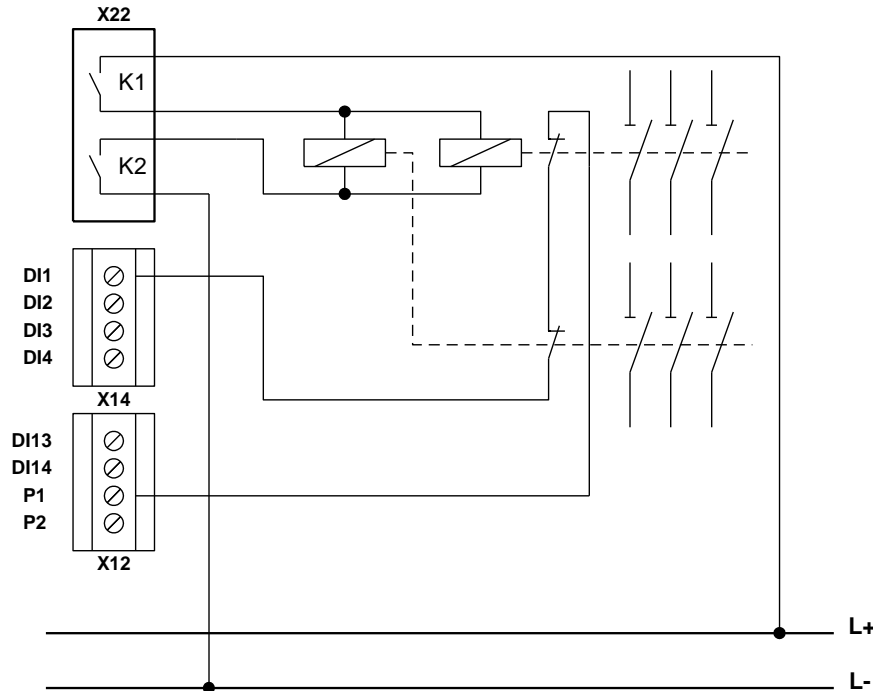 X22
K1
K2
DI1
DI2
DI3
DI4
X14
DI13
DI14
P1
P2
X12
L+
L-